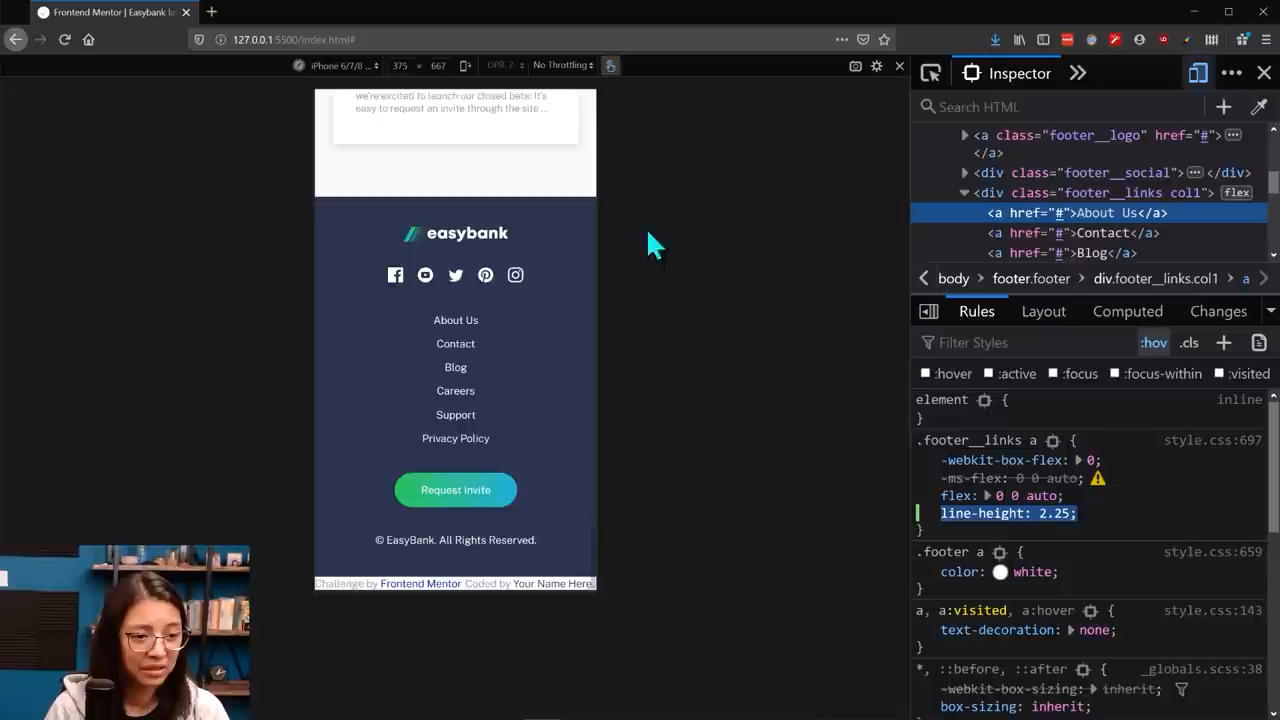 Frontend Mentor | Easybank la
127.0.0.1:5500/index.html#
iPhone 6/7/8 ...
375 × 667
DPR: 2
No Throttling
we're excited to launch our closed beta. It's
easy to request an invite through the site ...
easybank
About Us
Contact
Blog
Careers
Support
Privacy Policy
Request Invite
© EasyBank. All Rights Reserved.
Challenge by Frontend Mentor. Coded by Your Name Here.
Inspector
Search HTML
<a class="footer__logo" href="#">
</a>
<div class="footer__social"> </div>
<div class="footer__links col1"> flex
<a href="#">About Us</a>
<a href="#">Contact</a>
<a href="#">Blog</a>
body > footer.footer > div.footer__links.col1 > a
Rules Layout Computed Changes
Filter Styles :hov .cls
:hover :active :focus :focus-within :visited
element { inline
}
.footer__links a { style.css:697
-webkit-box-flex: 0;
-ms-flex: 0 0 auto;
flex: 0 0 auto;
line-height: 2.25;
}
.footer a { style.css:659
color: white;
}
a, a:visited, a:hover { style.css:143
text-decoration: none;
}
*, ::before, ::after { _globals.scss:38
-webkit-box-sizing: inherit;
box-sizing: inherit;